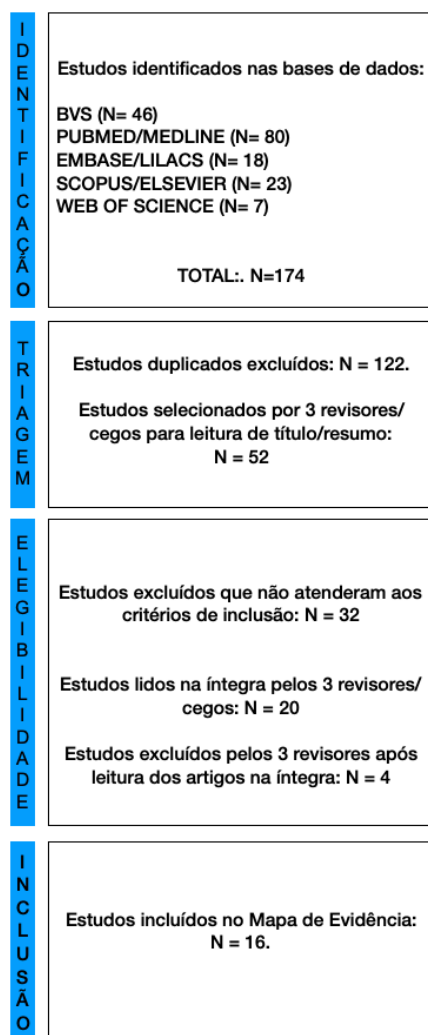 IDENTIFICAÇÃO
Estudos identificados nas bases de dados:
BVS (N= 46)
PUBMED/MEDLINE (N= 80)
EMBASE/LILACS (N= 18)
SCOPUS/ELSEVIER (N= 23)
WEB OF SCIENCE (N= 7)
TOTAL:. N=174
TRIAGEM
Estudos duplicados excluídos: N = 122.
Estudos selecionados por 3 revisores/
cegos para leitura de título/resumo:
N = 52
ELEGIBILIDADE
Estudos excluídos que não atenderam aos
critérios de inclusão: N = 32
Estudos lidos na íntegra pelos 3 revisores/
cegos: N = 20
Estudos excluídos pelos 3 revisores após
leitura dos artigos na íntegra: N = 4
INCLUSÃO
Estudos incluídos no Mapa de Evidência:
N = 16.